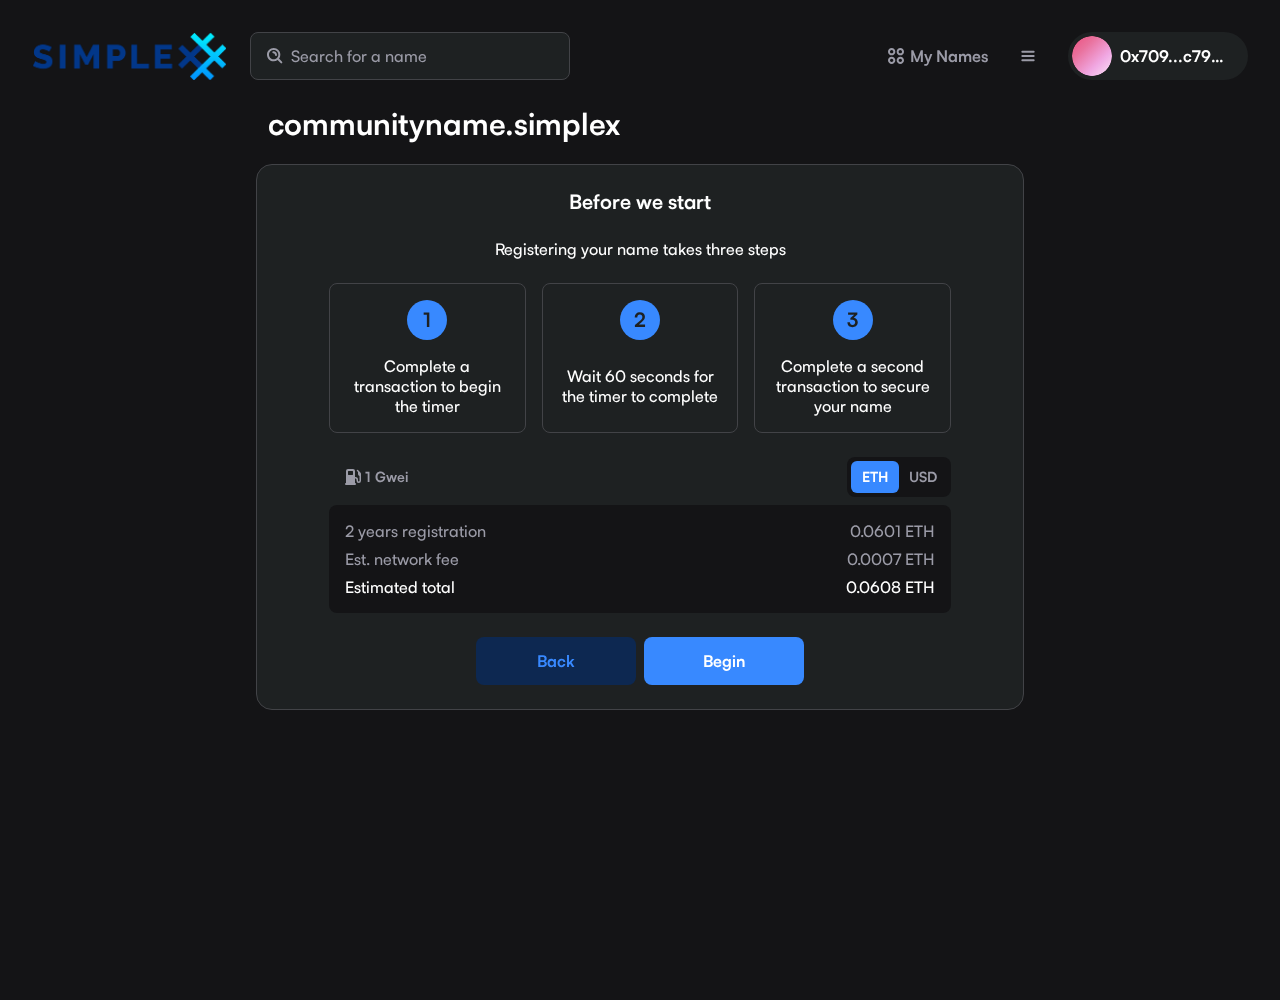 SIMPLEX
Search for a name
My Names
0x709...c79...
communityname.simplex
Before we start
Registering your name takes three steps
1
Complete a
transaction to begin
the timer
2
Wait 60 seconds for
the timer to complete
3
Complete a second
transaction to secure
your name
1 Gwei
ETH
USD
2 years registration
0.0601 ETH
Est. network fee
0.0007 ETH
Estimated total
0.0608 ETH
Back
Begin